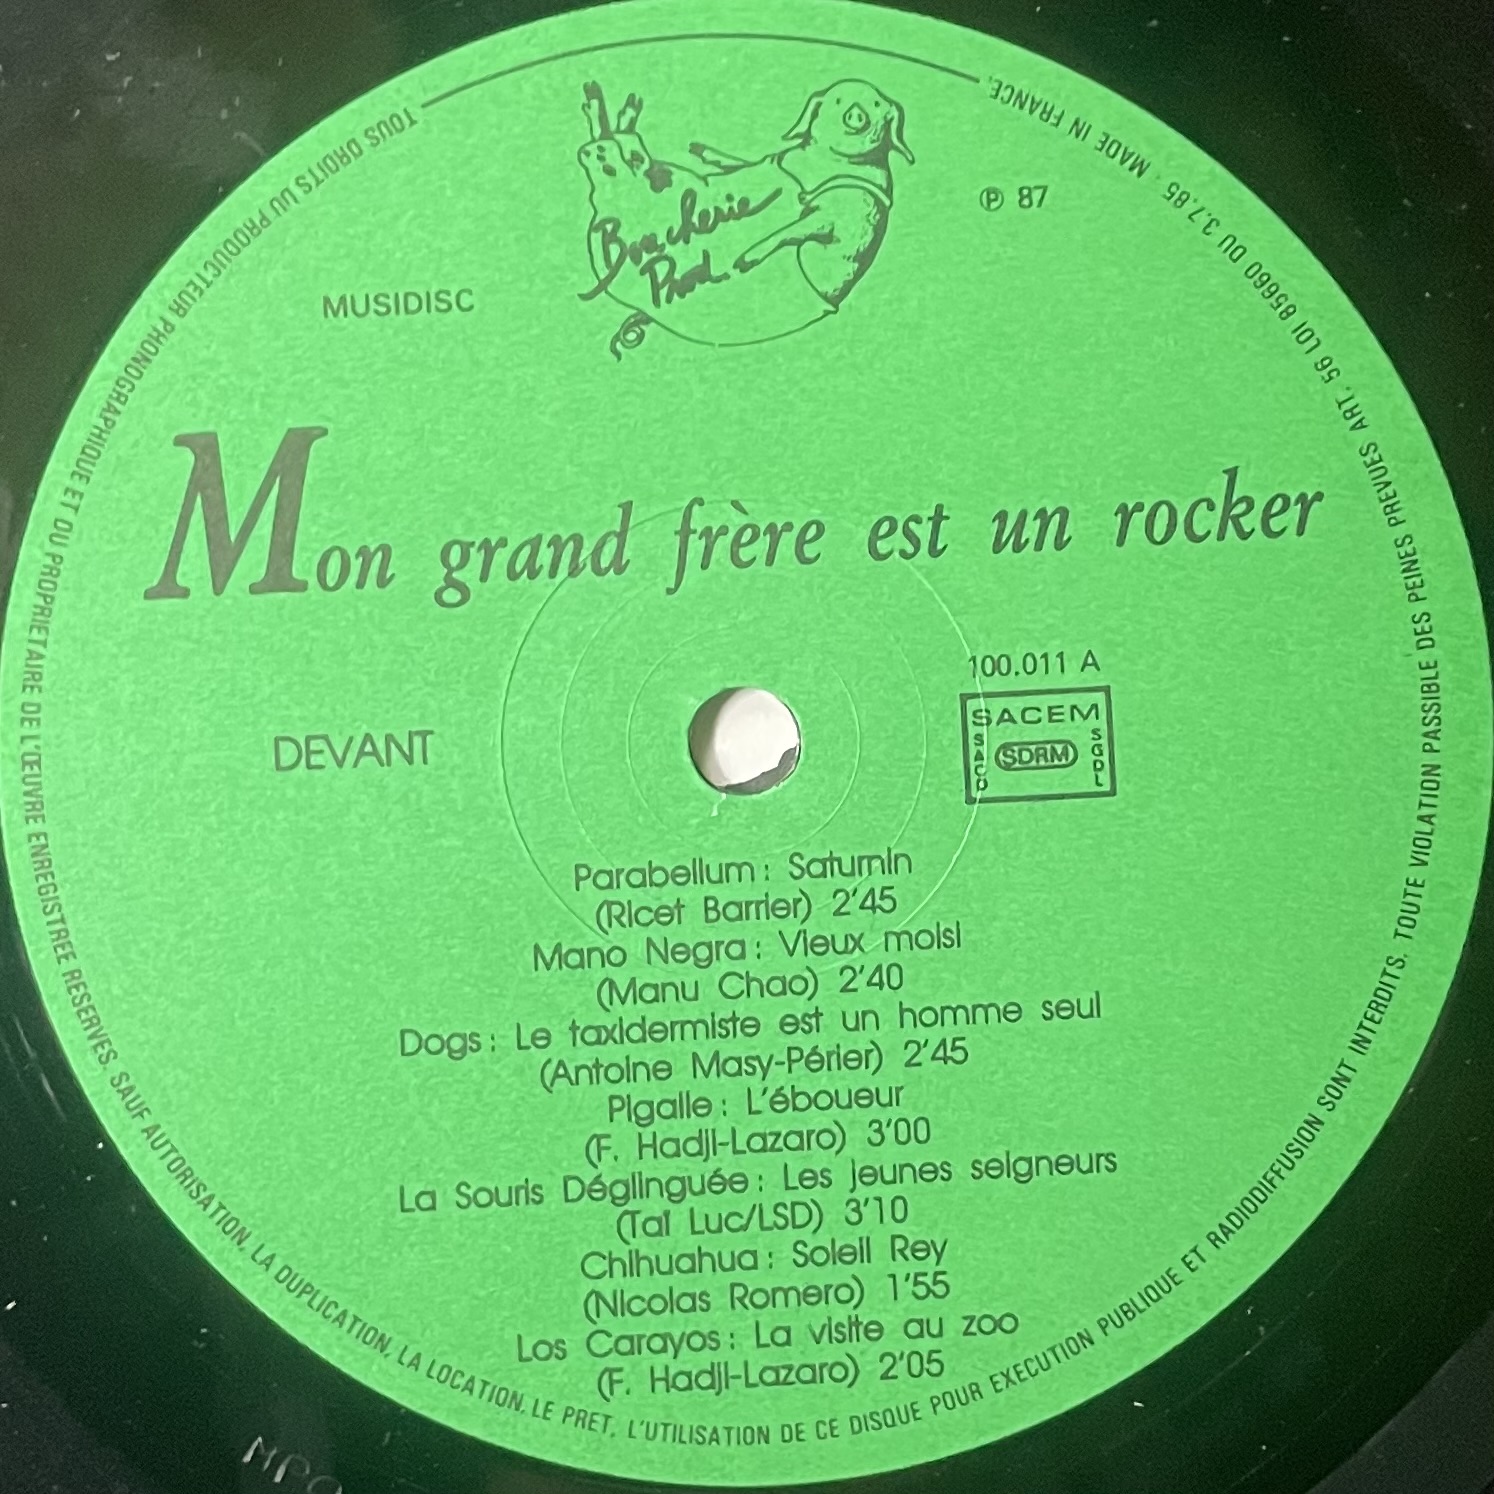 TOUS DROITS DU PRODUCTEUR PHONOGRAPHIQUE ET DU PROPRIETAIRE DE L'ŒUVRE ENREGISTREE RESERVES. SAUF AUTORISATION, LA DUPLICATION, LA LOCATION, LE PRET, L'UTILISATION DE CE DISQUE POUR EXECUTION PUBLIQUE ET RADIODIFFUSION SONT INTERDITS. TOUTE VIOLATION PASSIBLE DES PEINES PREVUES ART. 56 LOI 85660 DU 3.7.85 · MADE IN FRANCE.
Boucherie
Prod.
℗ 87
MUSIDISC
Mon grand frère est un rocker
100.011 A
DEVANT
SACEM
SACD
SDRM
SGDL
Parabellum : Saturnin
(Ricet Barrier) 2'45
Mano Negra : Vieux moisi
(Manu Chao) 2'40
Dogs : Le taxidermiste est un homme seul
(Antoine Masy-Périer) 2'45
Pigalle : L'éboueur
(F. Hadji-Lazaro) 3'00
La Souris Déglinguée : Les jeunes seigneurs
(Taï Luc/LSD) 3'10
Chihuahua : Soleil Rey
(Nicolas Romero) 1'55
Los Carayos : La visite au zoo
(F. Hadji-Lazaro) 2'05